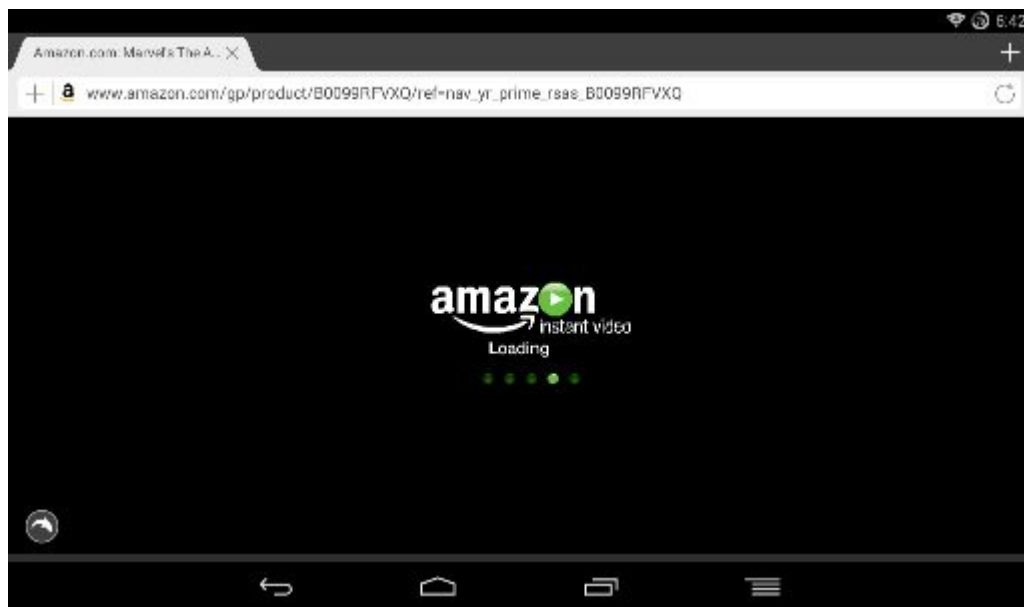 6:42
Amazon.com: Marvel's The A..
www.amazon.com/gp/product/B0099RFVXQ/ref=nav_yr_prime_rsas_B0099RFVXQ
amazon
instant video
Loading